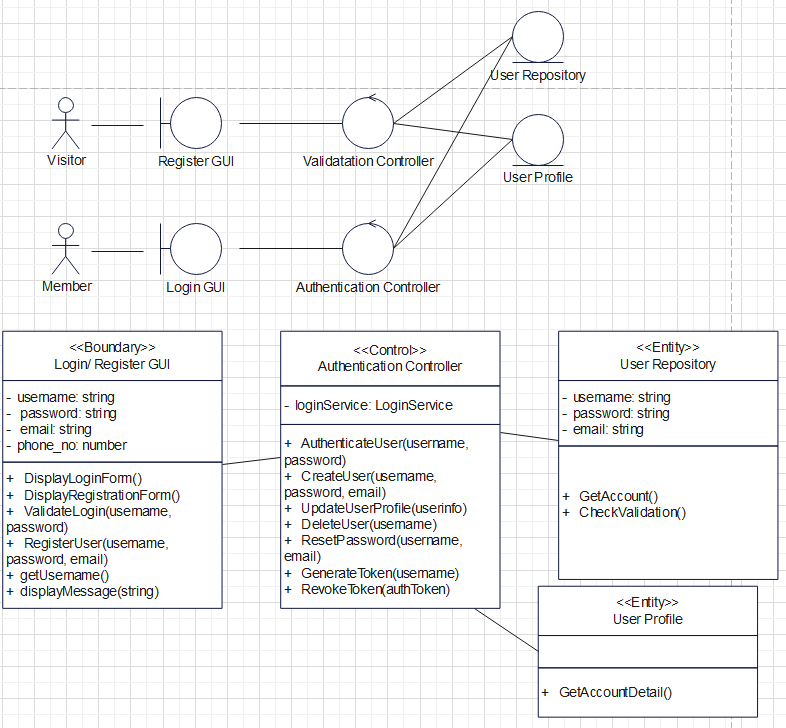 User Repository
Visitor
Register GUI
Validatation Controller
User Profile
Member
Login GUI
Authentication Controller
<<Boundary>>
Login/ Register GUI
- username: string
- password: string
- email: string
- phone_no: number
+ DisplayLoginForm()
+ DisplayRegistrationForm()
+ ValidateLogin(username,
password)
+ RegisterUser(username,
password, email)
+ getUsername()
+ displayMessage(string)
<<Control>>
Authentication Controller
- loginService: LoginService
+ AuthenticateUser(username,
password)
+ CreateUser(username,
password, email)
+ UpdateUserProfile(userinfo)
+ DeleteUser(username)
+ ResetPassword(username,
email)
+ GenerateToken(username)
+ RevokeToken(authToken)
<<Entity>>
User Repository
- username: string
- password: string
- email: string
+ GetAccount()
+ CheckValidation()
<<Entity>>
User Profile
+ GetAccountDetail()